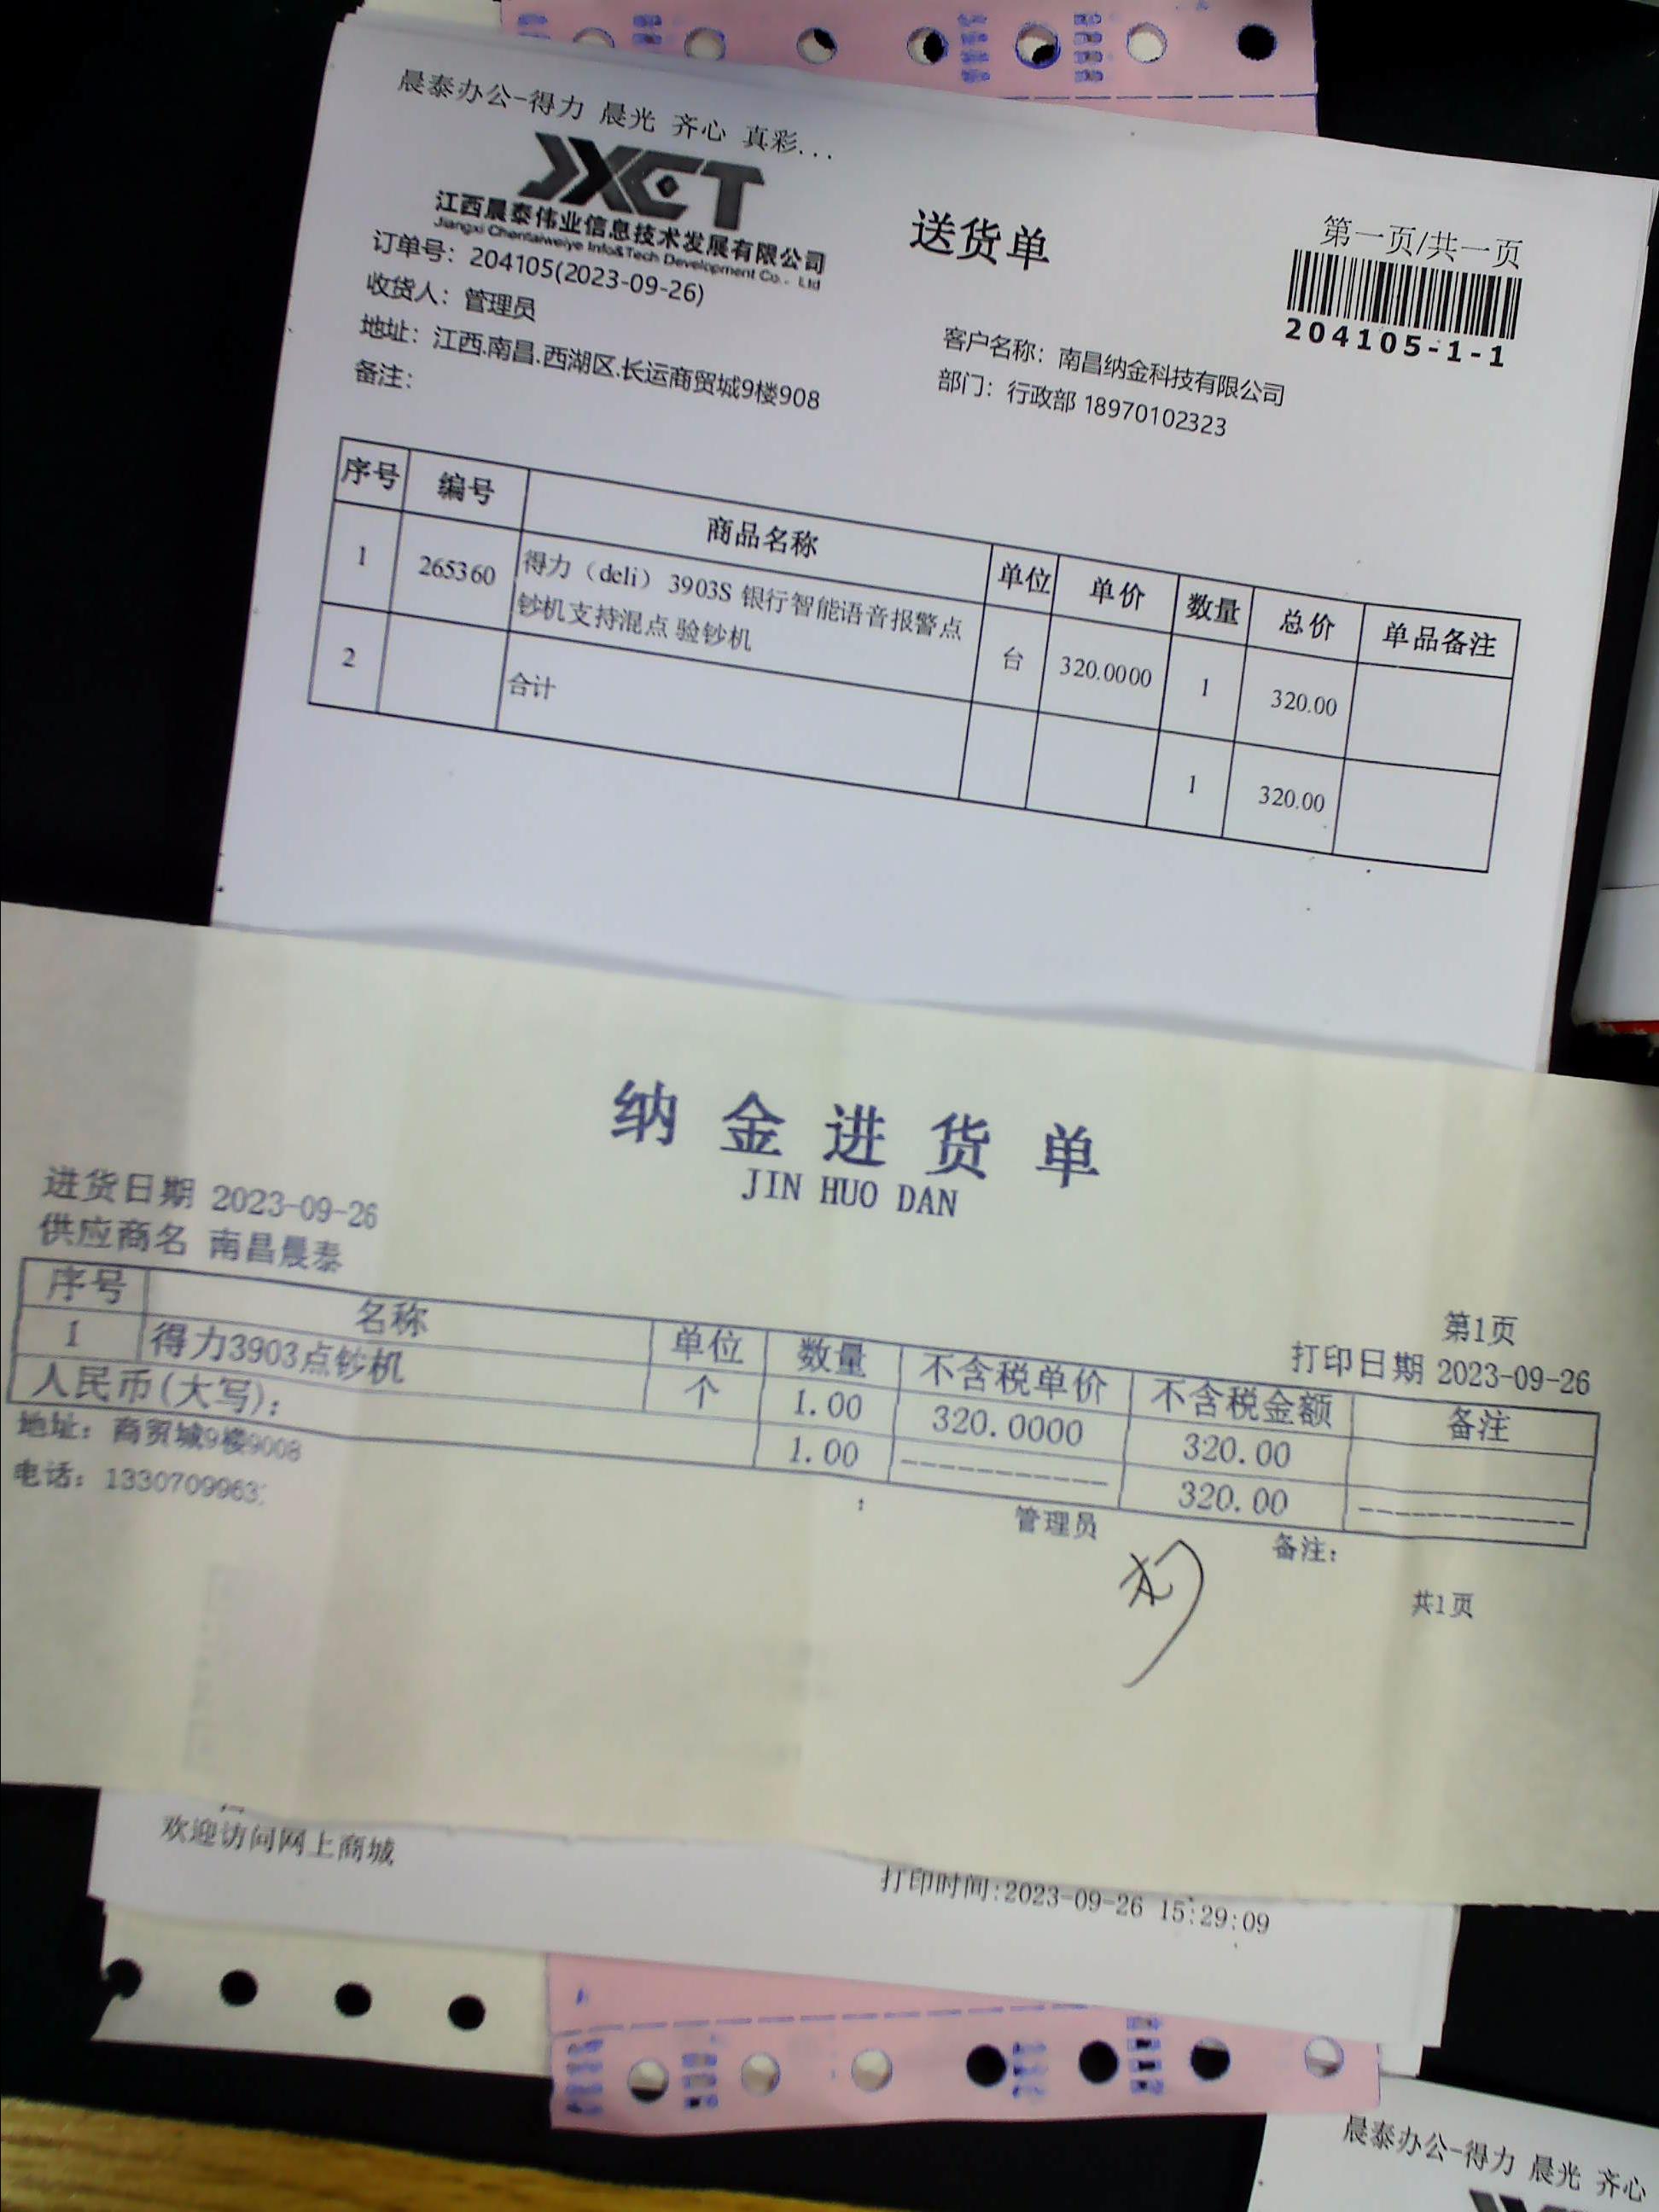 晨泰办公-得力 晨光 齐心 真彩...
JXCT
江西晨泰伟业信息技术发展有限公司
Jiangxi Chentaiweiye Info&Tech Development Co., Ltd
送货单
第一页/共一页
204105-1-1
订单号：204105(2023-09-26)
收货人：管理员
客户名称：南昌纳金科技有限公司
地址：江西.南昌.西湖区.长运商贸城9楼908
部门：行政部 18970102323
备注：
序号 编号 商品名称 单位 单价 数量 总价 单品备注
1 265360 得力（deli） 3903S 银行智能语音报警点 台 320.0000 1 320.00
钞机支持混点 验钞机
2 合计 1 320.00
纳金进货单
JIN HUO DAN
进货日期 2023-09-26
供应商名 南昌晨泰
第1页
打印日期 2023-09-26
序号 名称 单位 数量 不含税单价 不含税金额 备注
1 得力3903点钞机 个 1.00 320.0000 320.00
人民币(大写): 1.00 ---------- 320.00 ----------
地址：商贸城9楼9008
电话：1330709963
: 管理员 备注:
共1页
欢迎访问网上商城
打印时间:2023-09-26 15:29:09
晨泰办公-得力 晨光 齐心